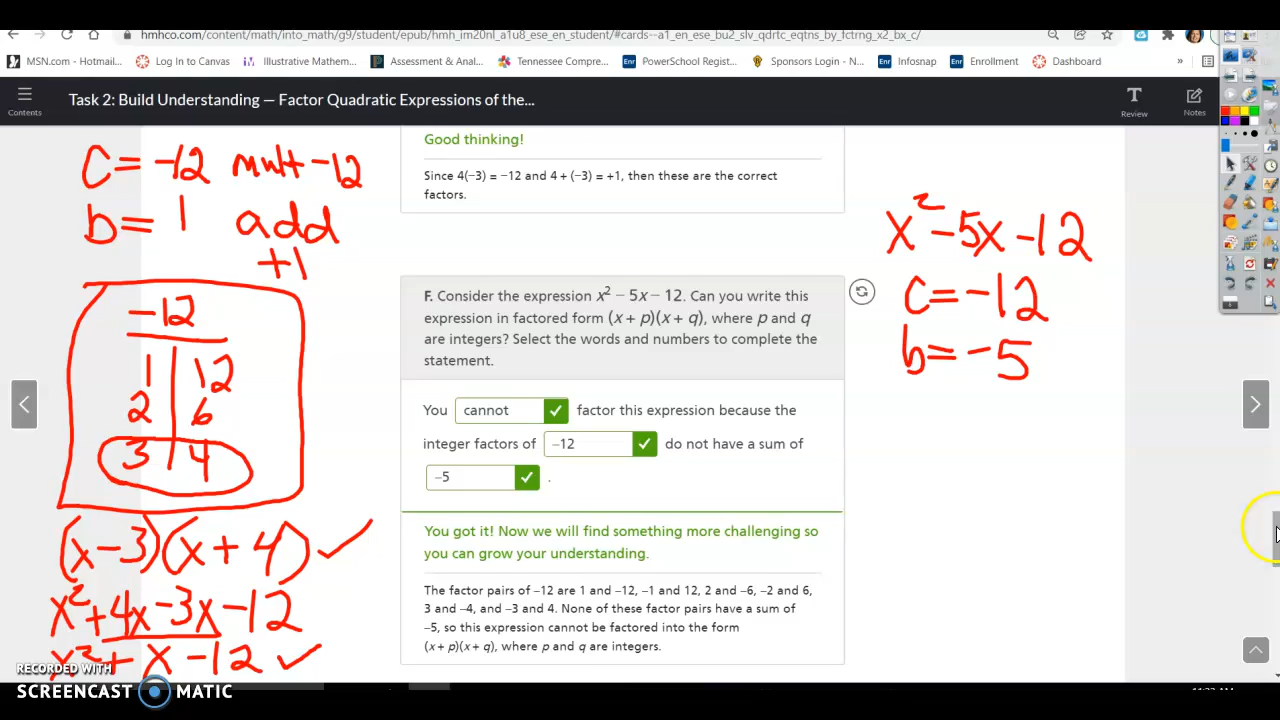 hmhco.com/content/math/into_math/g9/student/epub/hmh_im20nl_a1u8_ese_en_student/#cards--a1_en_ese_bu2_slv_qdrtc_eqtns_by_fctrng_x2_bx_c/
MSN.com - Hotmail... Log In to Canvas Illustrative Mathem... Assessment & Anal... Tennessee Compre... PowerSchool Regist... Sponsors Login - N... Infosnap Enrollment Dashboard »
Contents
Task 2: Build Understanding — Factor Quadratic Expressions of the...
Review
Notes
Good thinking!
Since 4(−3) = −12 and 4 + (−3) = +1, then these are the correct
factors.
C = -12 mult -12
b = 1 add
+1
-12
1 | 12
2 | 6
3 | 4
(x - 3)(x + 4) ✓
x² + 4x - 3x - 12
x² + x - 12 ✓
F. Consider the expression x² − 5x − 12. Can you write this
expression in factored form (x + p)(x + q), where p and q
are integers? Select the words and numbers to complete the
statement.
You cannot factor this expression because the
integer factors of −12 do not have a sum of
−5 .
You got it! Now we will find something more challenging so
you can grow your understanding.
The factor pairs of −12 are 1 and −12, −1 and 12, 2 and −6, −2 and 6,
3 and −4, and −3 and 4. None of these factor pairs have a sum of
−5, so this expression cannot be factored into the form
(x + p)(x + q), where p and q are integers.
x² - 5x - 12
C = -12
b = -5
RECORDED WITH
SCREENCAST MATIC